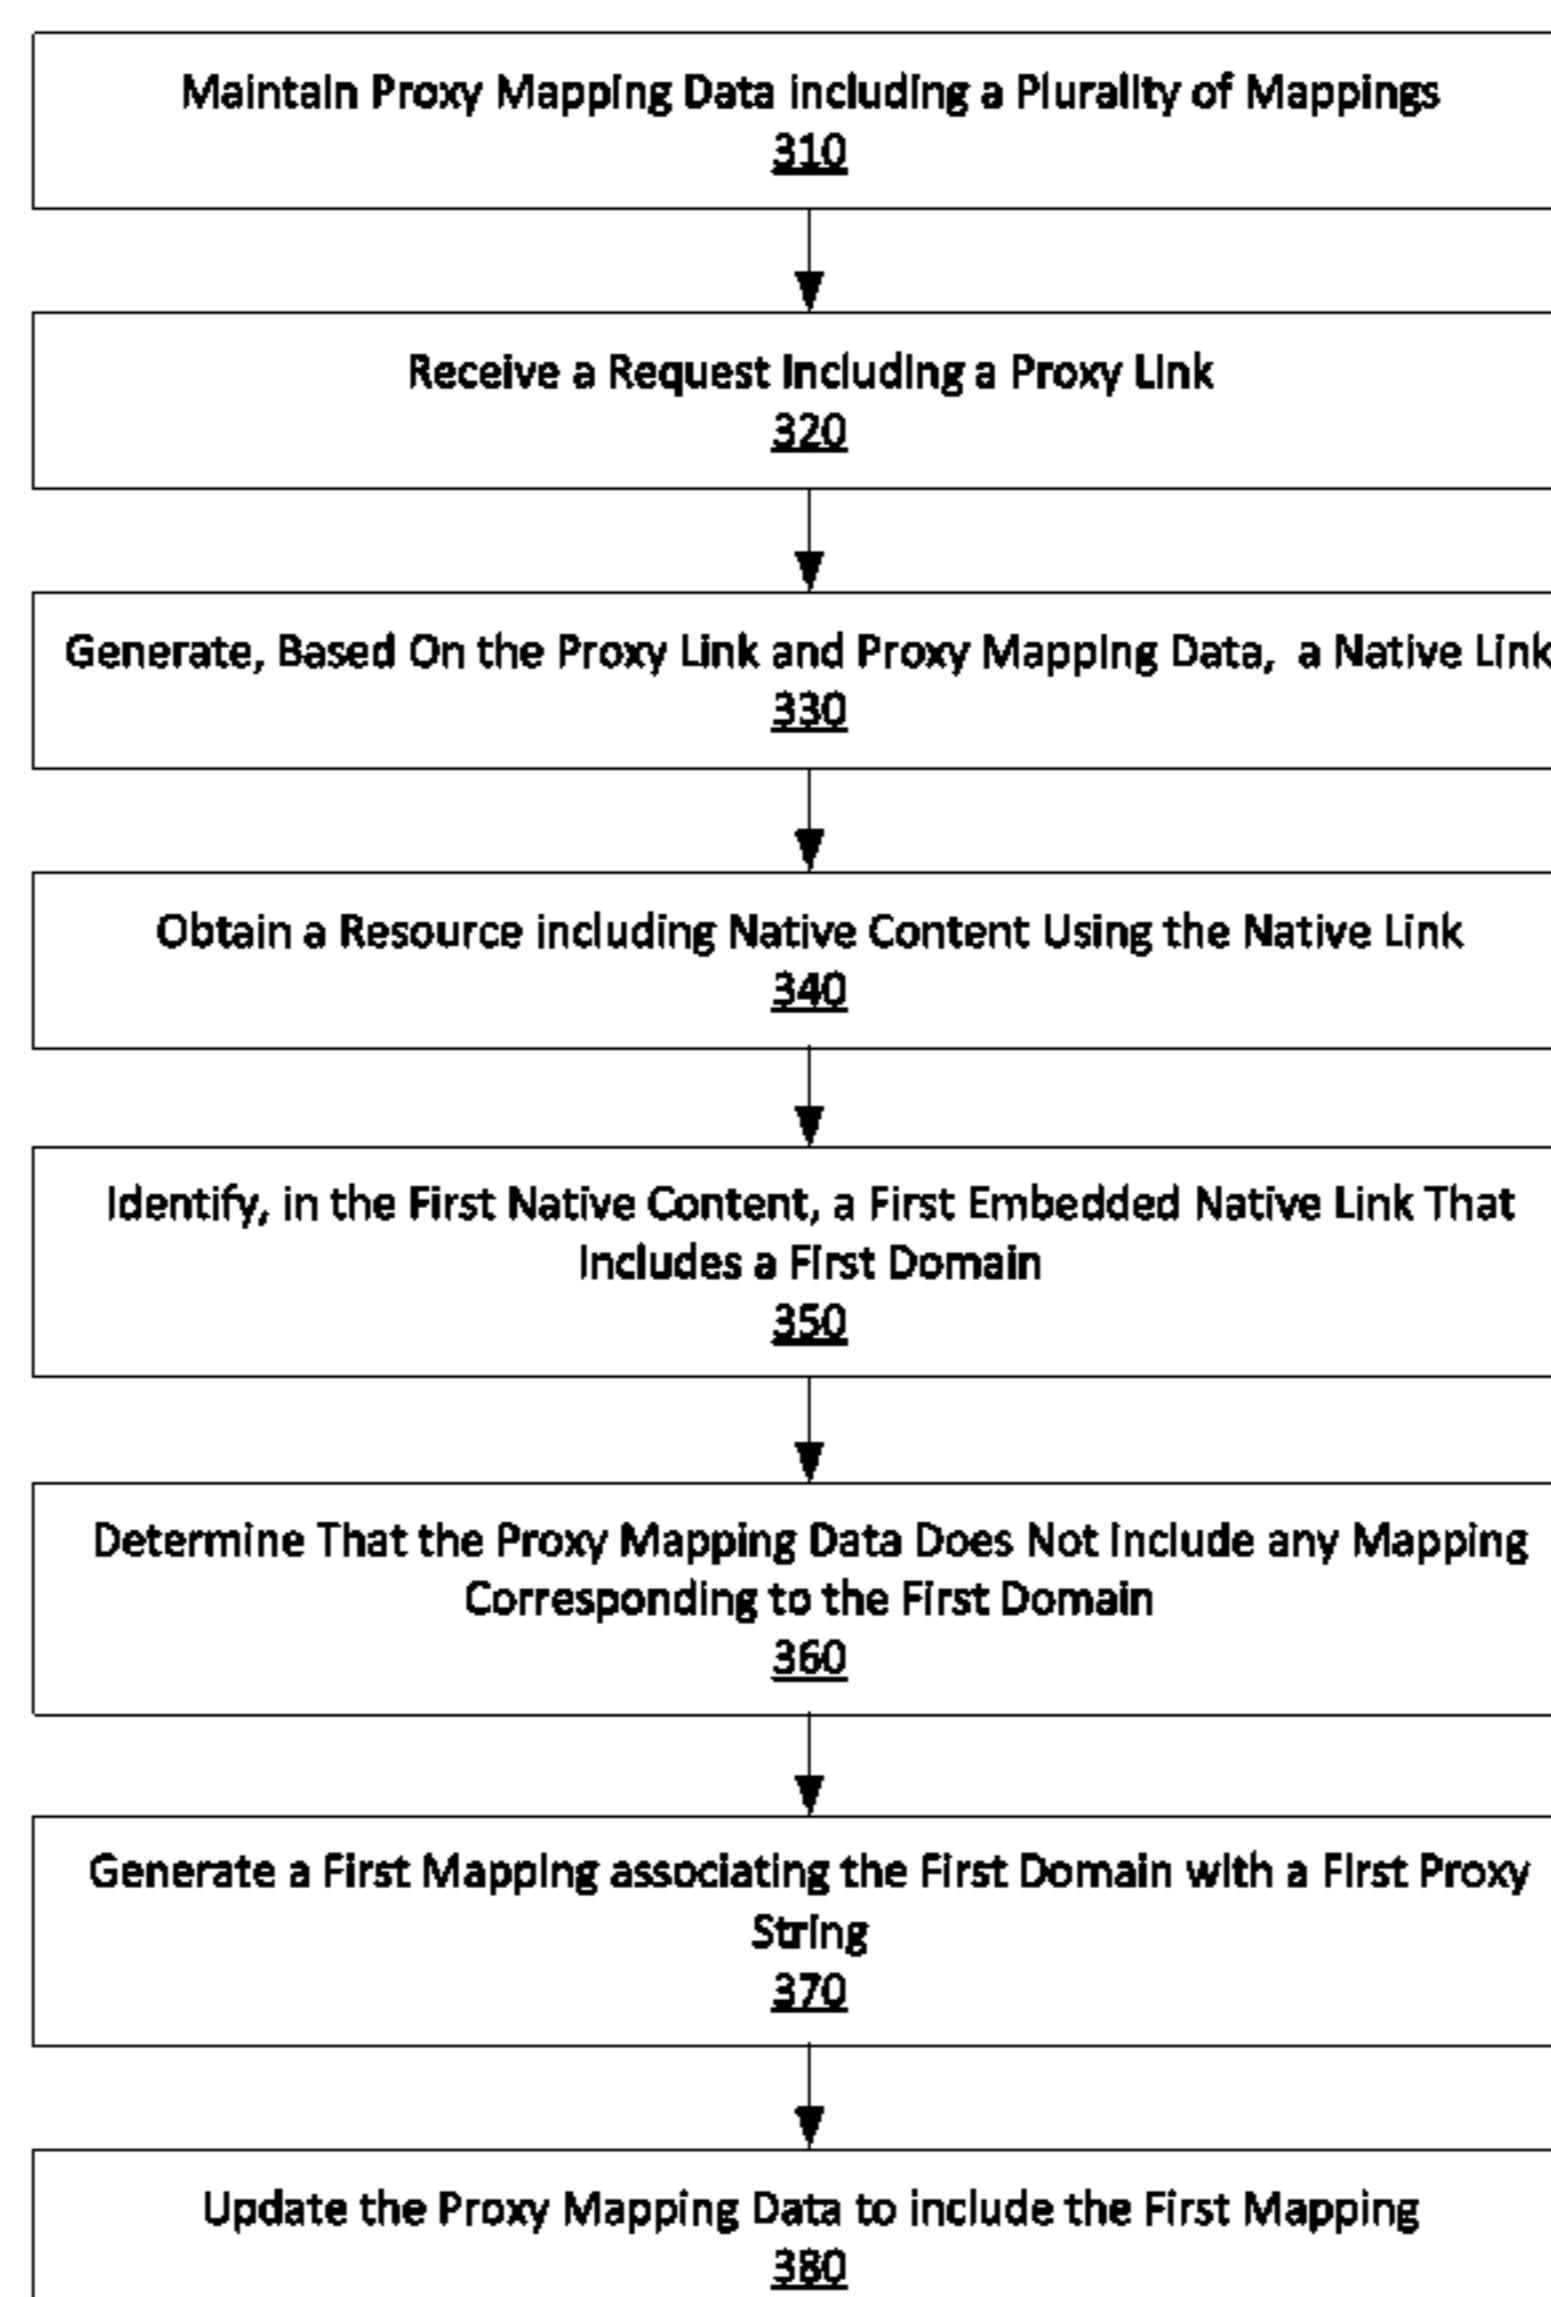 Maintain Proxy Mapping Data including a Plurality of Mappings
310
Receive a Request Including a Proxy Link
320
Generate, Based On the Proxy Link and Proxy Mapping Data, a Native Link
330
Obtain a Resource including Native Content Using the Native Link
340
Identify, in the First Native Content, a First Embedded Native Link That
Includes a First Domain
350
Determine That the Proxy Mapping Data Does Not Include any Mapping
Corresponding to the First Domain
360
Generate a First Mapping associating the First Domain with a First Proxy
String
370
Update the Proxy Mapping Data to include the First Mapping
380